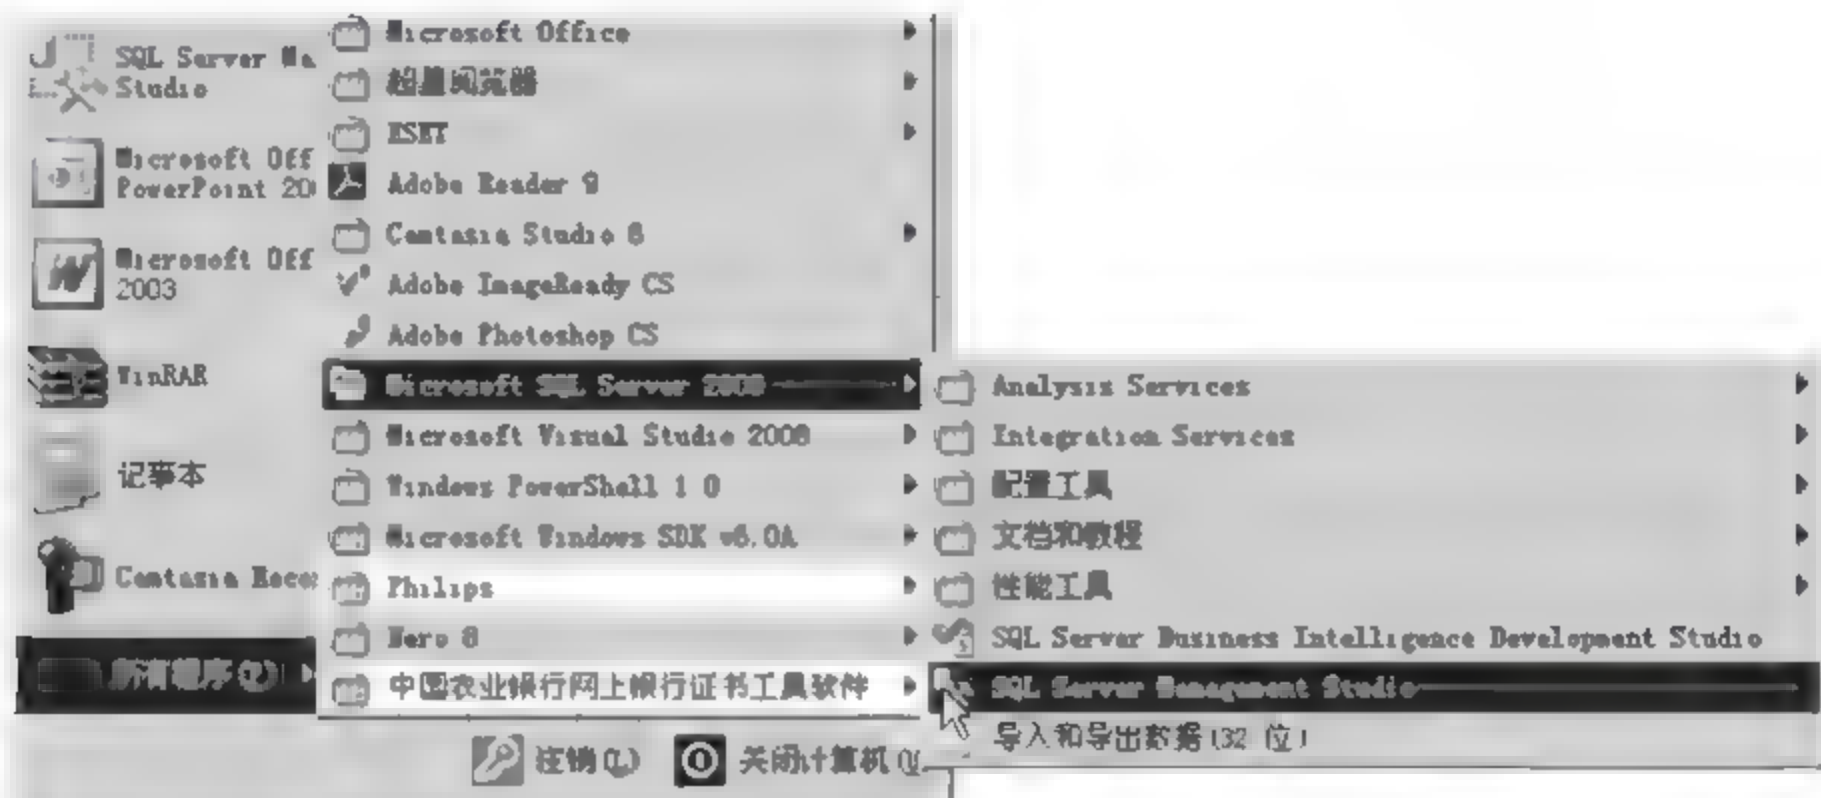 SQL Server Ma
Studio
Microsoft Off
PowerPoint 20
Microsoft Off
2003
WinRAR
记事本
Camtasia Reco
所有程序(P)
Microsoft Office
超星阅览器
ESET
Adobe Reader 9
Camtasia Studio 8
Adobe ImageReady CS
Adobe Photoshop CS
Microsoft SQL Server 2008
Microsoft Visual Studio 2008
Windows PowerShell 1 0
Microsoft Windows SDK v6.0A
Philips
Nero 8
中国农业银行网上银行证书工具软件
注销(L)
关闭计算机(U
Analysis Services
Integration Services
配置工具
文档和教程
性能工具
SQL Server Business Intelligence Development Studio
SQL Server Management Studio
导入和导出数据(32 位)